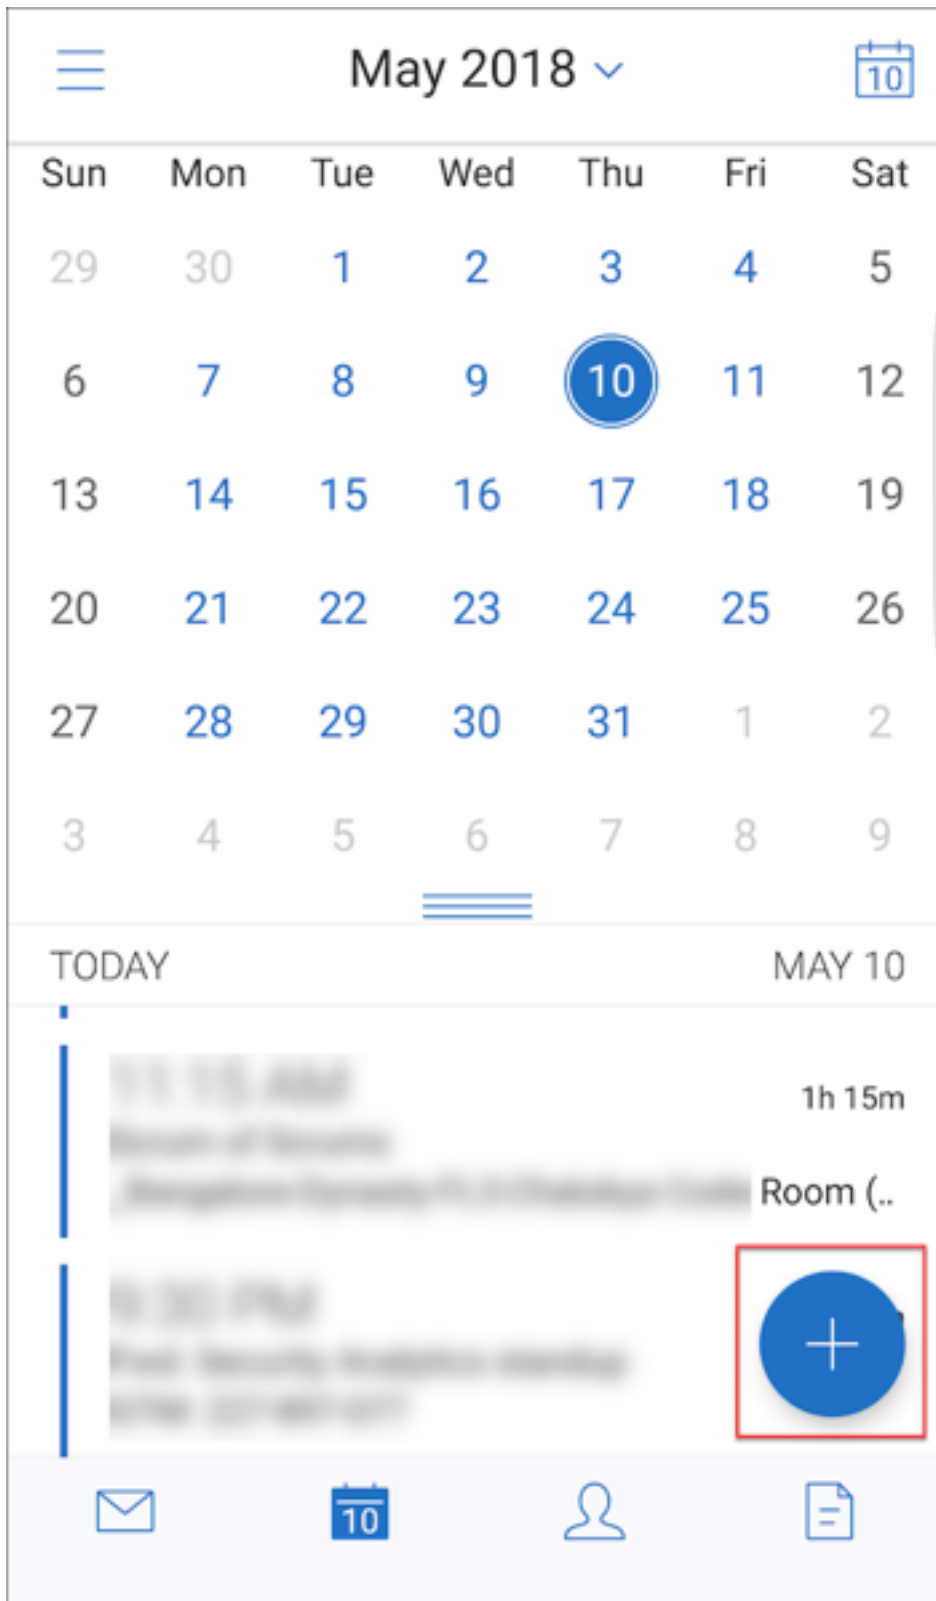 May 2018
10
Sun Mon Tue Wed Thu Fri Sat
29 30 1 2 3 4 5
6 7 8 9 10 11 12
13 14 15 16 17 18 19
20 21 22 23 24 25 26
27 28 29 30 31 1 2
3 4 5 6 7 8 9
TODAY MAY 10
1h 15m
Room (..
10